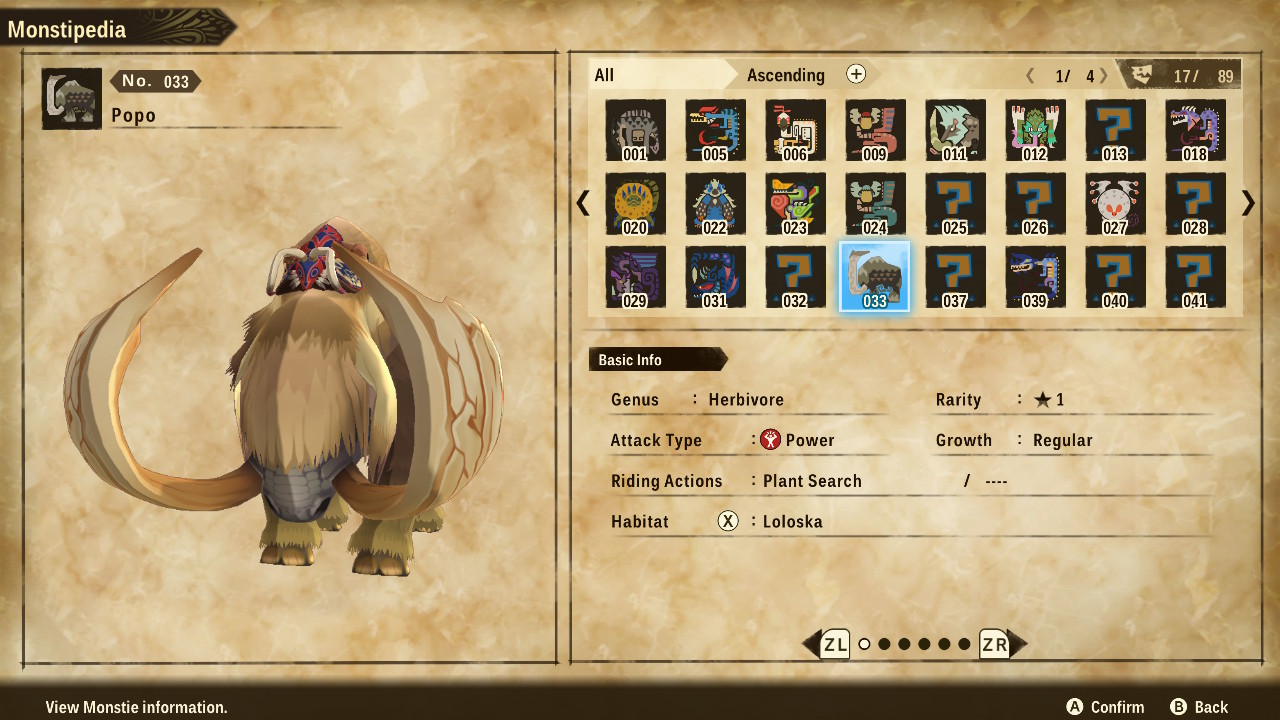 Monstipedia
No. 033
Popo
All
Ascending +
1/ 4
17/ 89
001 005 006 009 011 012 013 018
020 022 023 024 025 026 027 028
029 031 032 033 037 039 040 041
Basic Info
Genus : Herbivore
Rarity : ★ 1
Attack Type : Power
Growth : Regular
Riding Actions : Plant Search / ----
Habitat X : Loloska
ZL ZR
View Monstie information.
A Confirm B Back